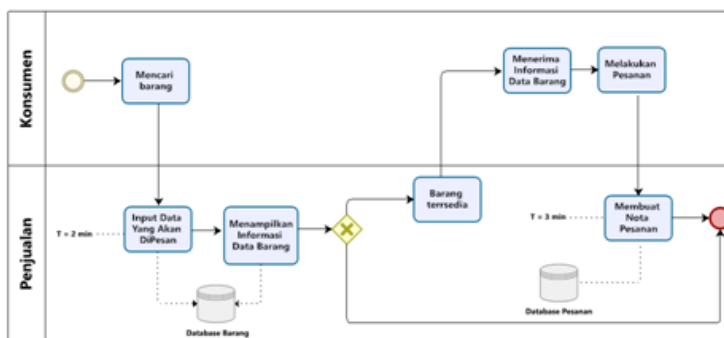 Konsumen
Mencari
barang
Menerima
Informasi
Data Barang
Melakukan
Pesanan
Penjualan
T = 2 min
Input Data
Yang Akan
DiPesan
Menampilkan
Informasi
Data Barang
Barang
terrsedia
T = 3 min
Membuat
Nota
Pesanan
Database Barang
Database Pesanan